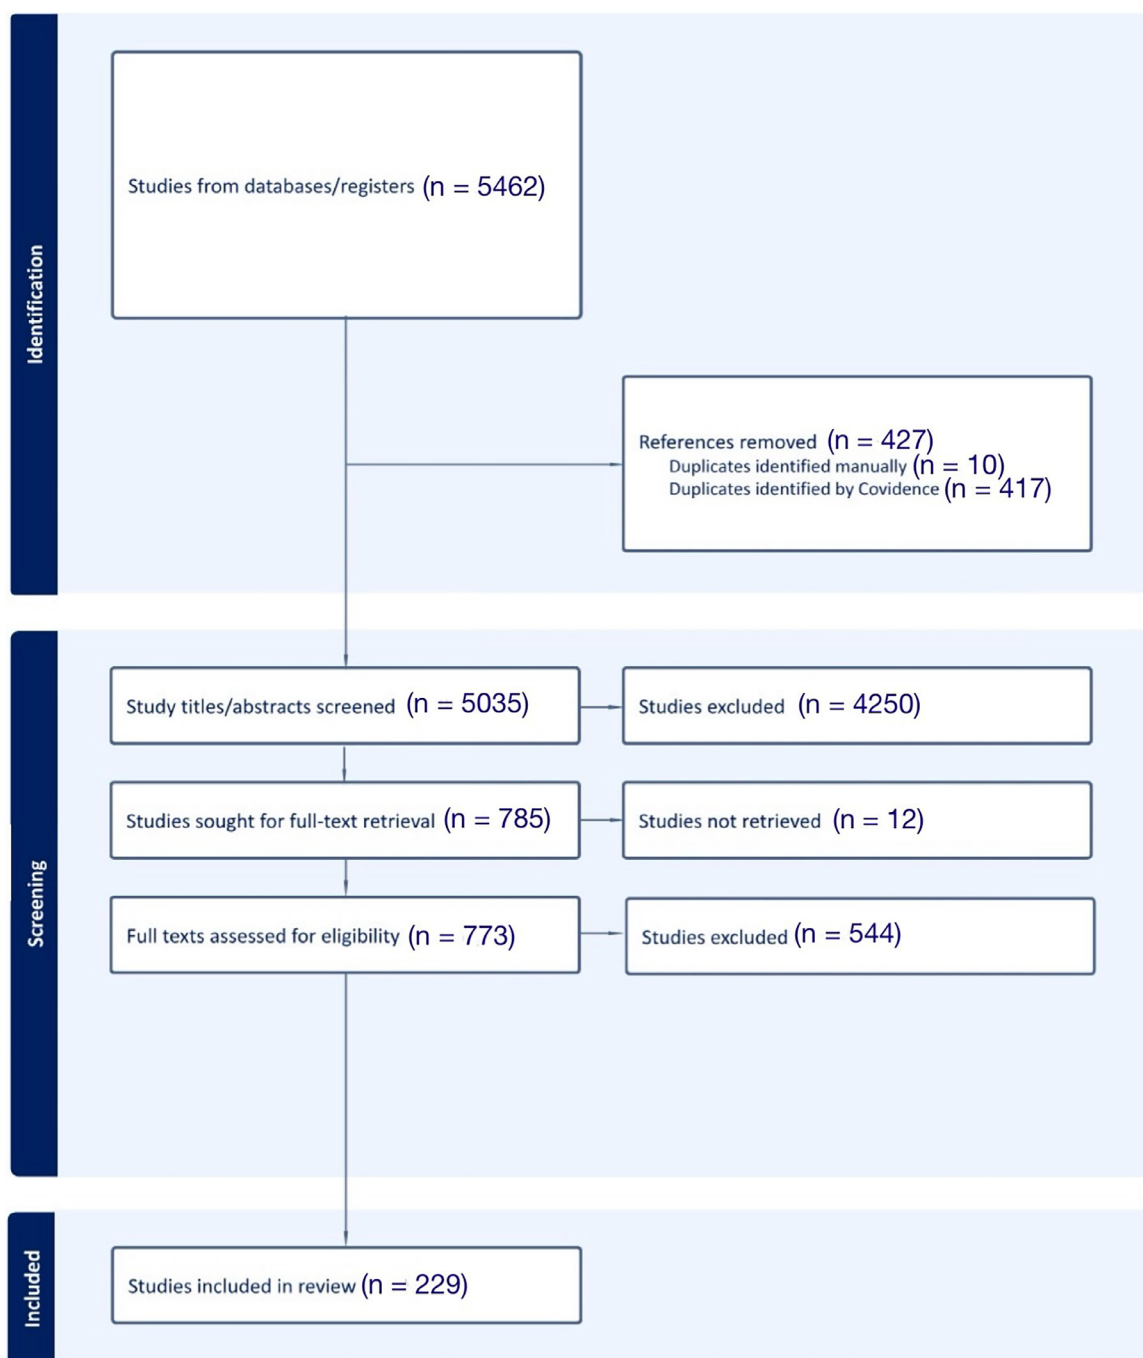 Identification
Studies from databases/registers (n = 5462)
References removed (n = 427)
Duplicates identified manually (n = 10)
Duplicates identified by Covidence (n = 417)
Screening
Study titles/abstracts screened (n = 5035)
Studies excluded (n = 4250)
Studies sought for full-text retrieval (n = 785)
Studies not retrieved (n = 12)
Full texts assessed for eligibility (n = 773)
Studies excluded (n = 544)
Included
Studies included in review (n = 229)